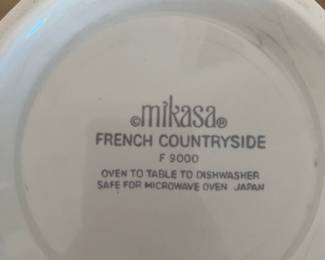 ©mikasa®
FRENCH COUNTRYSIDE
F 9000
OVEN TO TABLE TO DISHWASHER
SAFE FOR MICROWAVE OVEN JAPAN